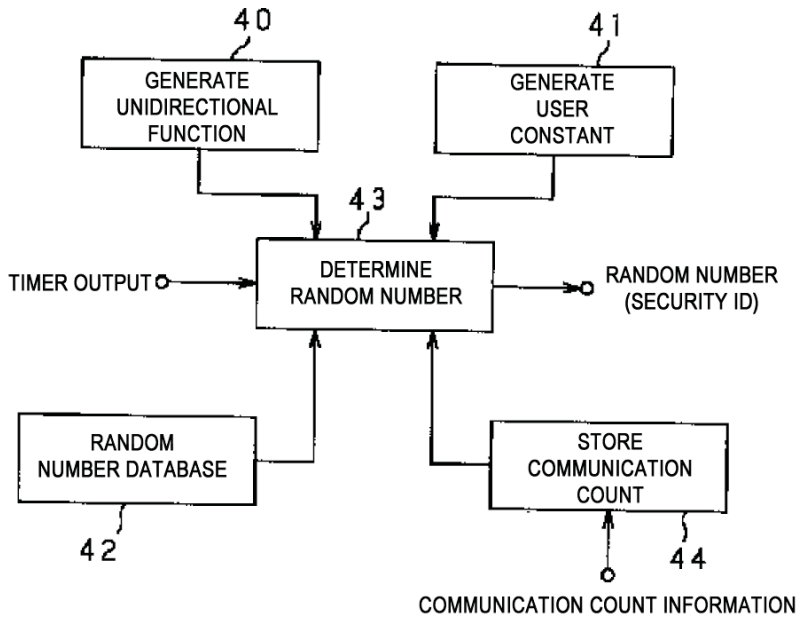 40
GENERATE
UNIDIRECTIONAL
FUNCTION
41
GENERATE
USER
CONSTANT
43
DETERMINE
RANDOM NUMBER
TIMER OUTPUT
RANDOM NUMBER
(SECURITY ID)
RANDOM
NUMBER DATABASE
42
STORE
COMMUNICATION
COUNT
44
COMMUNICATION COUNT INFORMATION